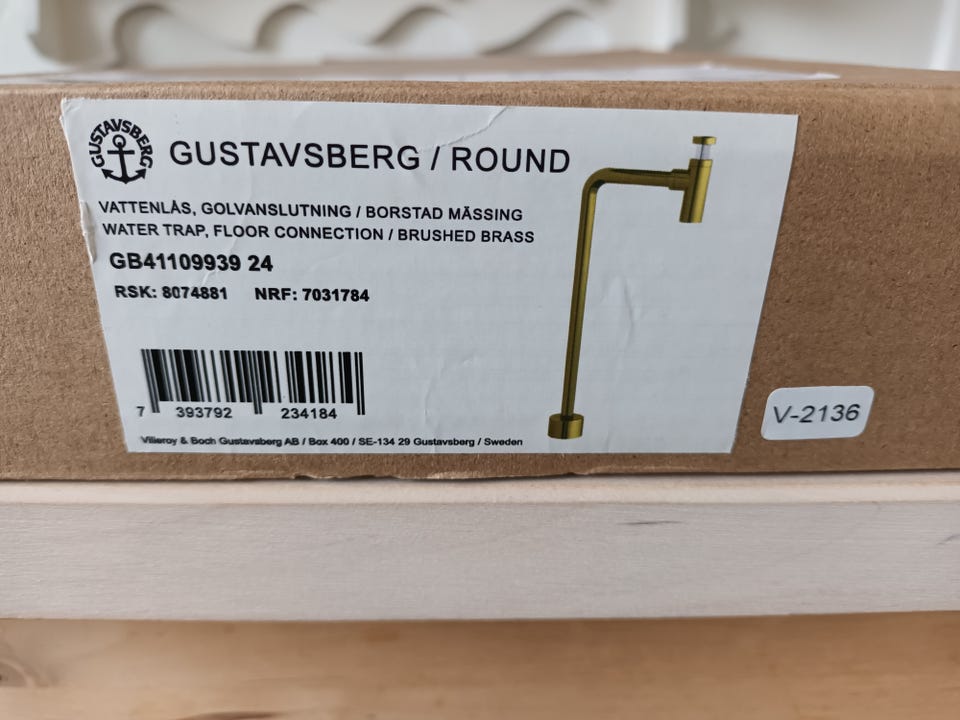 GUSTAVSBERG
GUSTAVSBERG / ROUND
VATTENLÅS, GOLVANSLUTNING / BORSTAD MÄSSING
WATER TRAP, FLOOR CONNECTION / BRUSHED BRASS
GB41109939 24
RSK: 8074881 NRF: 7031784
7 393792 234184
Villeroy & Boch Gustavsberg AB / Box 400 / SE-134 29 Gustavsberg / Sweden
V-2136